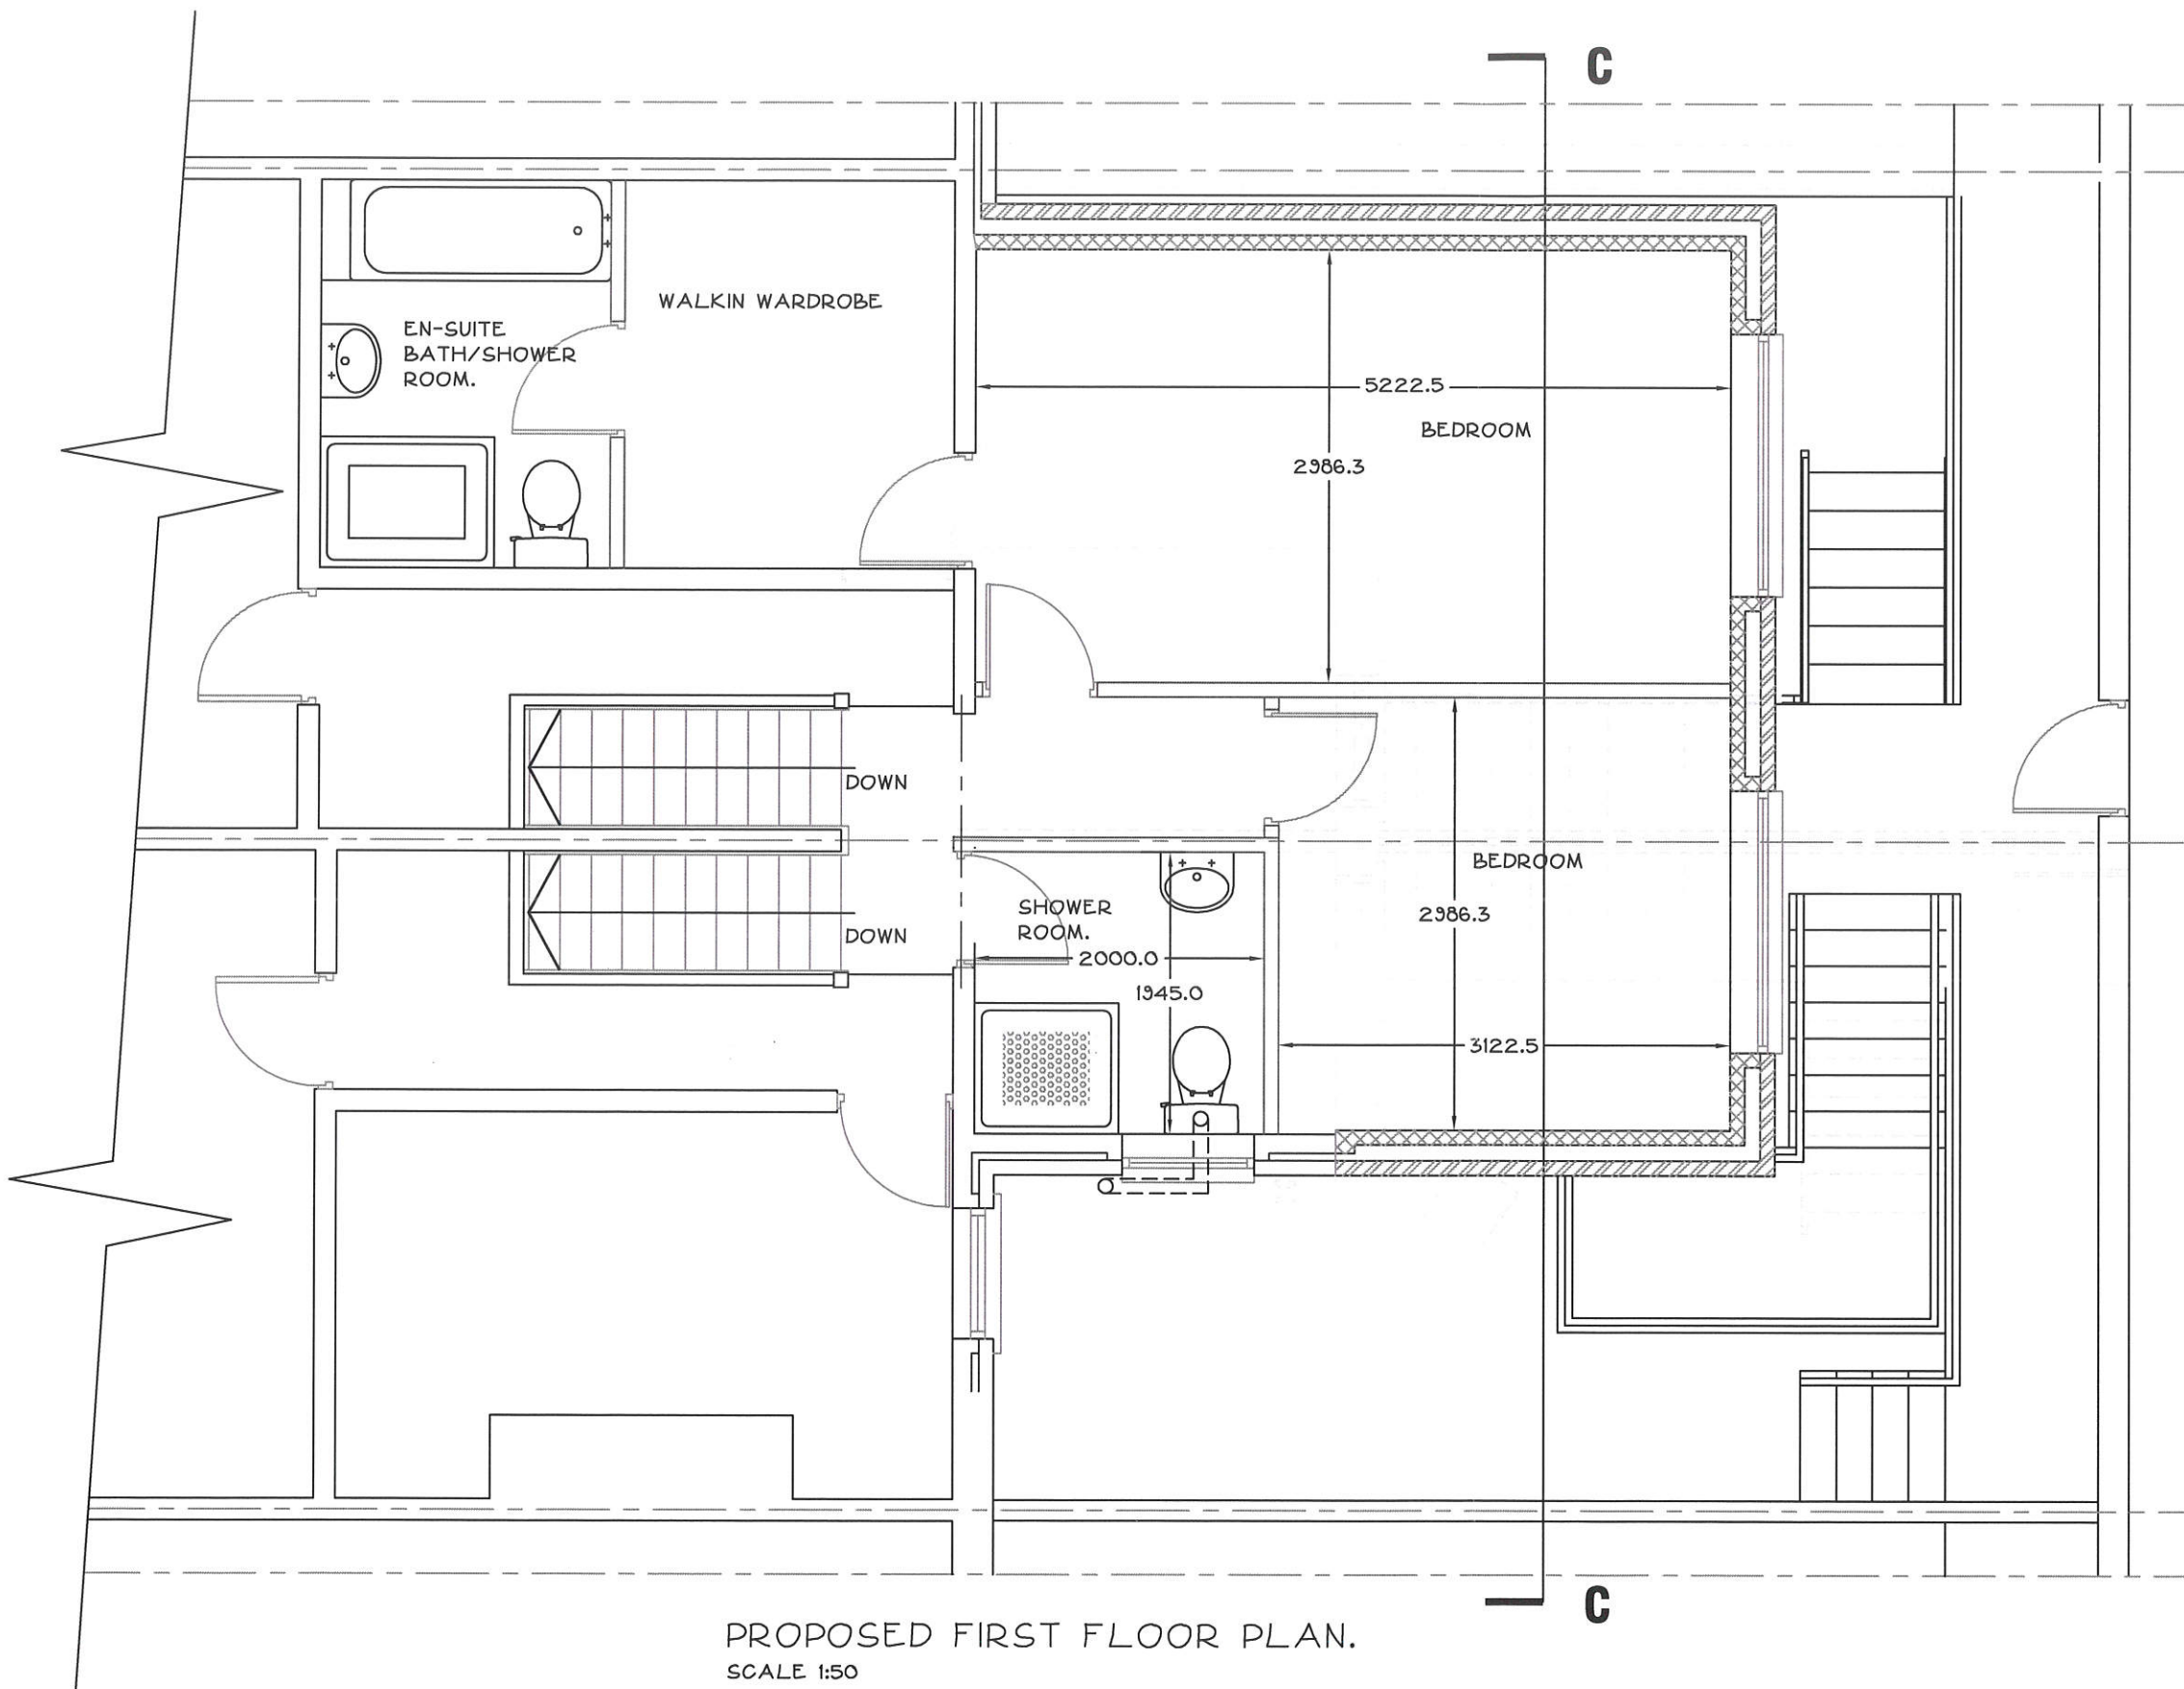 C
WALKIN WARDROBE
EN-SUITE
BATH/SHOWER
ROOM.
5222.5
BEDROOM
2986.3
DOWN
BEDROOM
SHOWER
ROOM.
2986.3
DOWN
2000.0
1945.0
3122.5
C
PROPOSED FIRST FLOOR PLAN.
SCALE 1:50